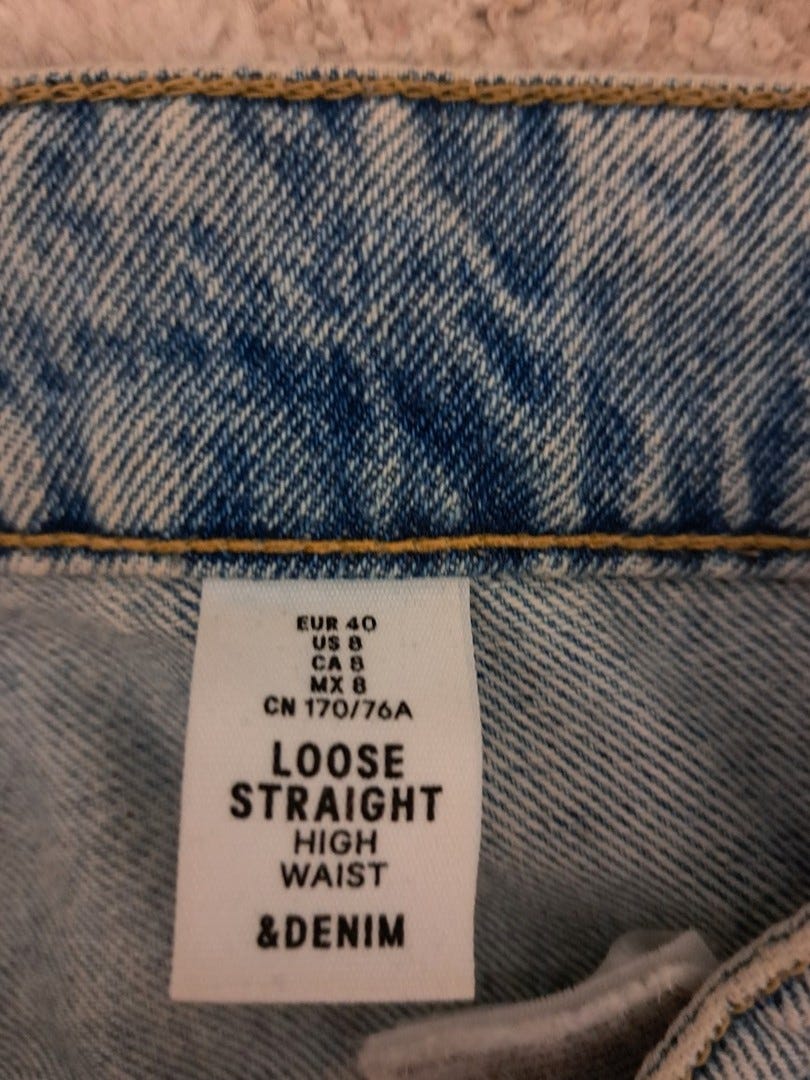 EUR 40
US 8
CA 8
MX 8
CN 170/76A
LOOSE
STRAIGHT
HIGH
WAIST
&DENIM